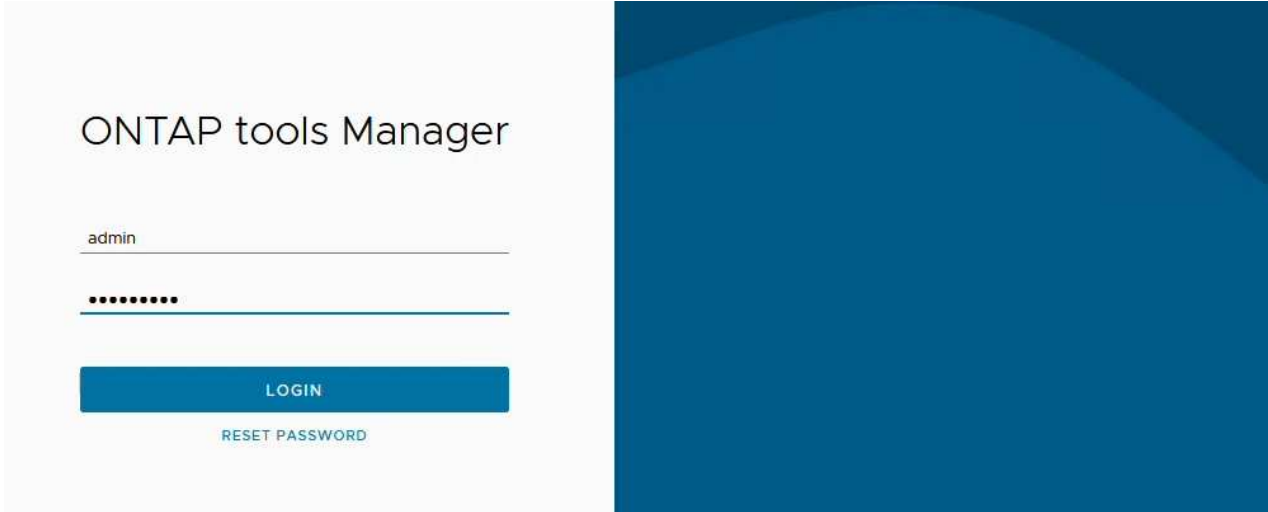 ONTAP tools Manager
admin
•••••••••
LOGIN
RESET PASSWORD